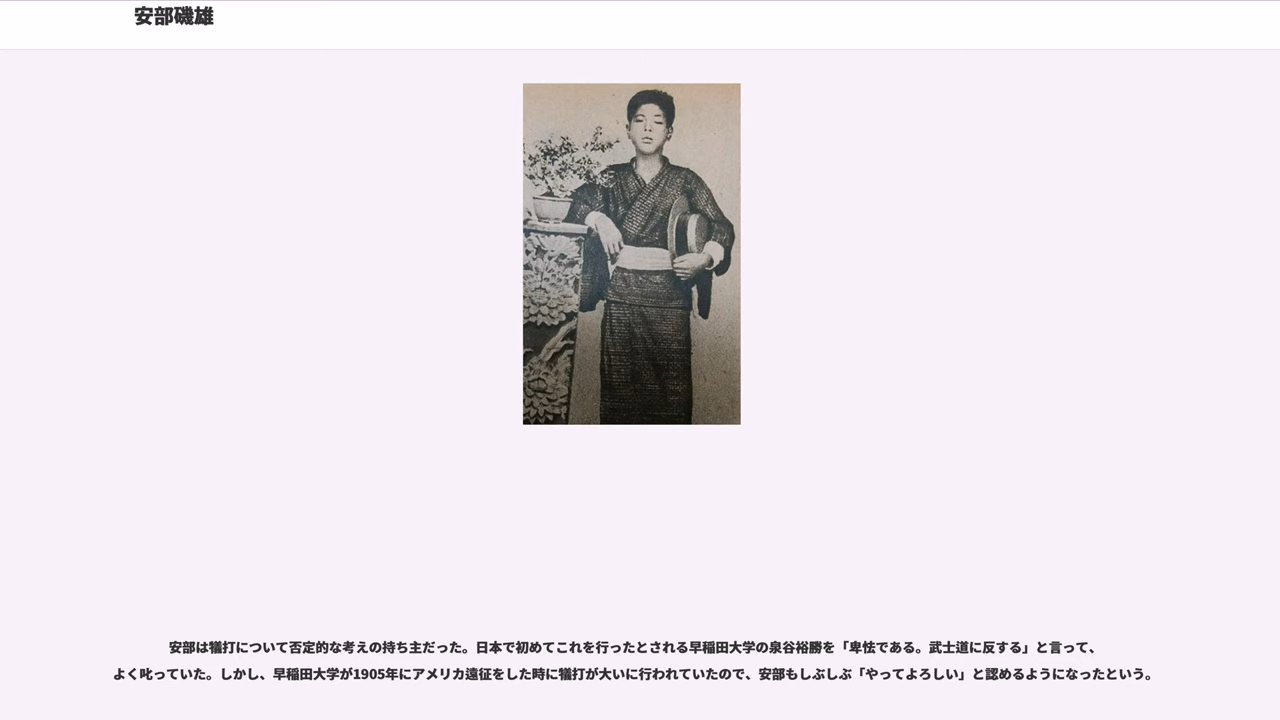 安部磯雄
安部は犠打について否定的な考えの持ち主だった。日本で初めてこれを行ったとされる早稲田大学の泉谷裕勝を「卑怯である。武士道に反する」と言って、
よく叱っていた。しかし、早稲田大学が1905年にアメリカ遠征をした時に犠打が大いに行われていたので、安部もしぶしぶ「やってよろしい」と認めるようになったという。